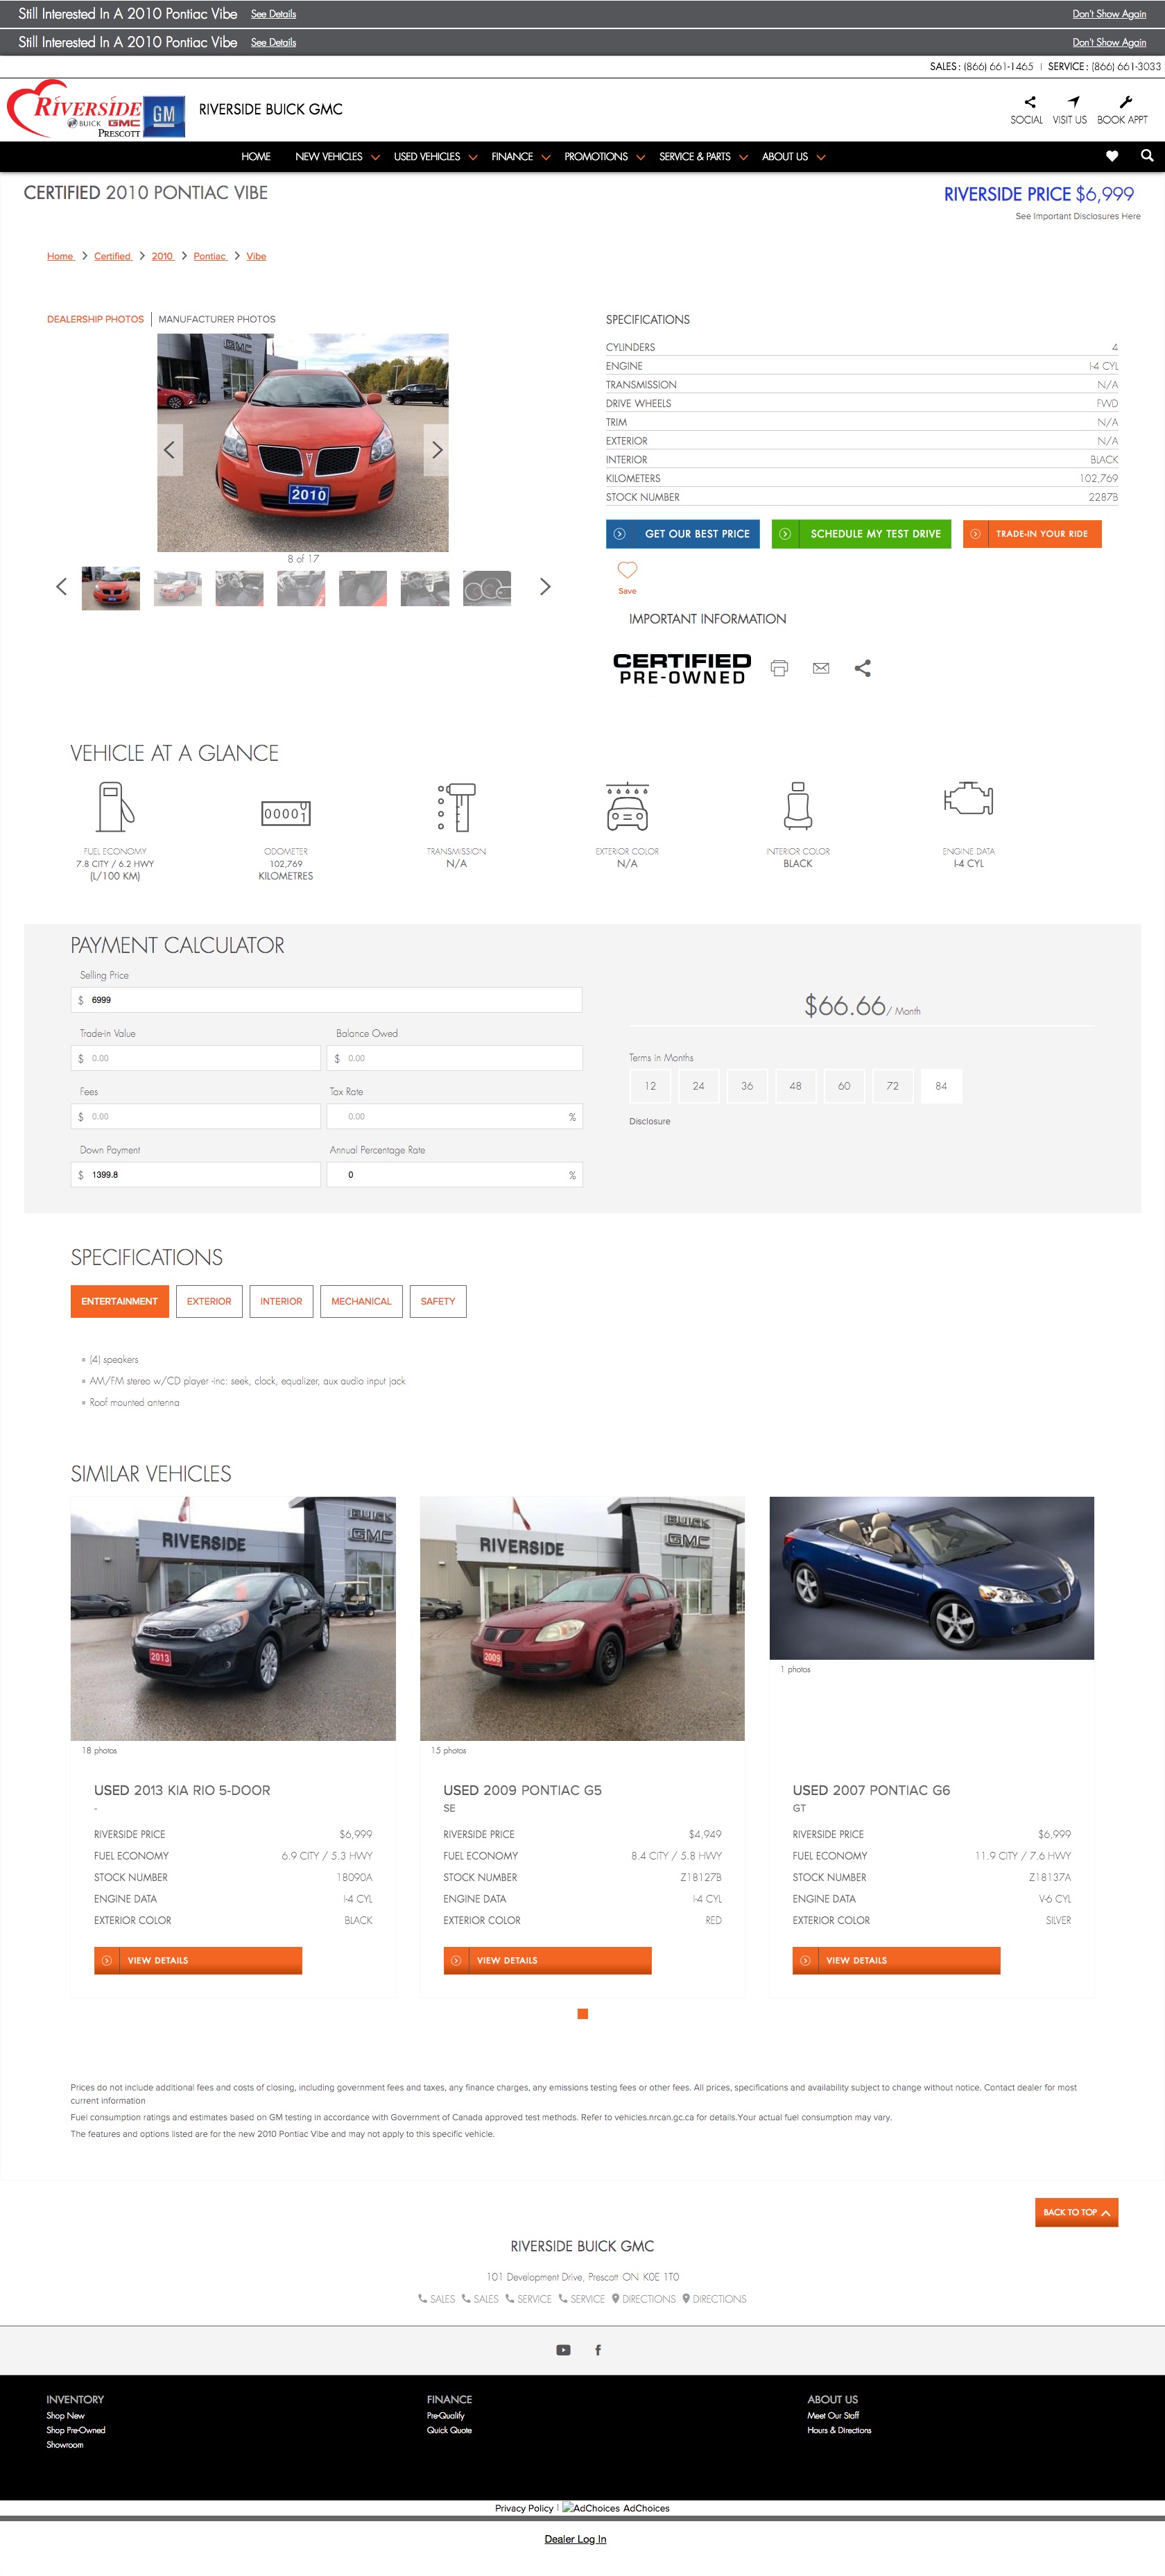 Still Interested In A 2010 Pontiac Vibe See Details Don't Show Again
Still Interested In A 2010 Pontiac Vibe See Details Don't Show Again
SALES: (866) 661-1465 | SERVICE: (866) 661-3033
RIVERSIDE
BUICK GMC
PRESCOTT
GM
RIVERSIDE BUICK GMC
SOCIAL VISIT US BOOK APPT
HOME NEW VEHICLES USED VEHICLES FINANCE PROMOTIONS SERVICE & PARTS ABOUT US
CERTIFIED 2010 PONTIAC VIBE
RIVERSIDE PRICE $6,999
See Important Disclosures Here
Home > Certified > 2010 > Pontiac > Vibe
DEALERSHIP PHOTOS | MANUFACTURER PHOTOS
GMC
2010
8 of 17
SPECIFICATIONS
CYLINDERS 4
ENGINE I-4 CYL
TRANSMISSION N/A
DRIVE WHEELS FWD
TRIM N/A
EXTERIOR N/A
INTERIOR BLACK
KILOMETERS 102,769
STOCK NUMBER 2287B
GET OUR BEST PRICE SCHEDULE MY TEST DRIVE TRADE-IN YOUR RIDE
Save
IMPORTANT INFORMATION
CERTIFIED
PRE-OWNED
VEHICLE AT A GLANCE
00001
FUEL ECONOMY
7.8 CITY / 6.2 HWY
(L/100 KM)
ODOMETER
102,769
KILOMETRES
TRANSMISSION
N/A
EXTERIOR COLOR
N/A
INTERIOR COLOR
BLACK
ENGINE DATA
I-4 CYL
PAYMENT CALCULATOR
Selling Price
$ 6999
Trade-in Value Balance Owed
$ 0.00 $ 0.00
Fees Tax Rate
$ 0.00 0.00 %
Down Payment Annual Percentage Rate
$ 1399.8 0 %
$66.66 / Month
Terms in Months
12 24 36 48 60 72 84
Disclosure
SPECIFICATIONS
ENTERTAINMENT EXTERIOR INTERIOR MECHANICAL SAFETY
(4) speakers
AM/FM stereo w/CD player -inc: seek, clock, equalizer, aux audio input jack
Roof mounted antenna
SIMILAR VEHICLES
RIVERSIDE
BUICK
GMC
2013
18 photos
USED 2013 KIA RIO 5-DOOR
-
RIVERSIDE PRICE $6,999
FUEL ECONOMY 6.9 CITY / 5.3 HWY
STOCK NUMBER 18090A
ENGINE DATA I-4 CYL
EXTERIOR COLOR BLACK
VIEW DETAILS
RIVERSIDE
BUICK
GMC
2009
15 photos
USED 2009 PONTIAC G5
SE
RIVERSIDE PRICE $4,949
FUEL ECONOMY 8.4 CITY / 5.8 HWY
STOCK NUMBER Z18127B
ENGINE DATA I-4 CYL
EXTERIOR COLOR RED
VIEW DETAILS
1 photos
USED 2007 PONTIAC G6
GT
RIVERSIDE PRICE $6,999
FUEL ECONOMY 11.9 CITY / 7.6 HWY
STOCK NUMBER Z18137A
ENGINE DATA V-6 CYL
EXTERIOR COLOR SILVER
VIEW DETAILS
Prices do not include additional fees and costs of closing, including government fees and taxes, any finance charges, any emissions testing fees or other fees. All prices, specifications and availability subject to change without notice. Contact dealer for most
current information
Fuel consumption ratings and estimates based on GM testing in accordance with Government of Canada approved test methods. Refer to vehicles.nrcan.gc.ca for details.Your actual fuel consumption may vary.
The features and options listed are for the new 2010 Pontiac Vibe and may not apply to this specific vehicle.
BACK TO TOP
RIVERSIDE BUICK GMC
101 Development Drive, Prescott ON K0E 1T0
SALES SALES SERVICE SERVICE DIRECTIONS DIRECTIONS
INVENTORY
Shop New
Shop Pre-Owned
Showroom
FINANCE
Pre-Qualify
Quick Quote
ABOUT US
Meet Our Staff
Hours & Directions
Privacy Policy | AdChoices AdChoices
Dealer Log In